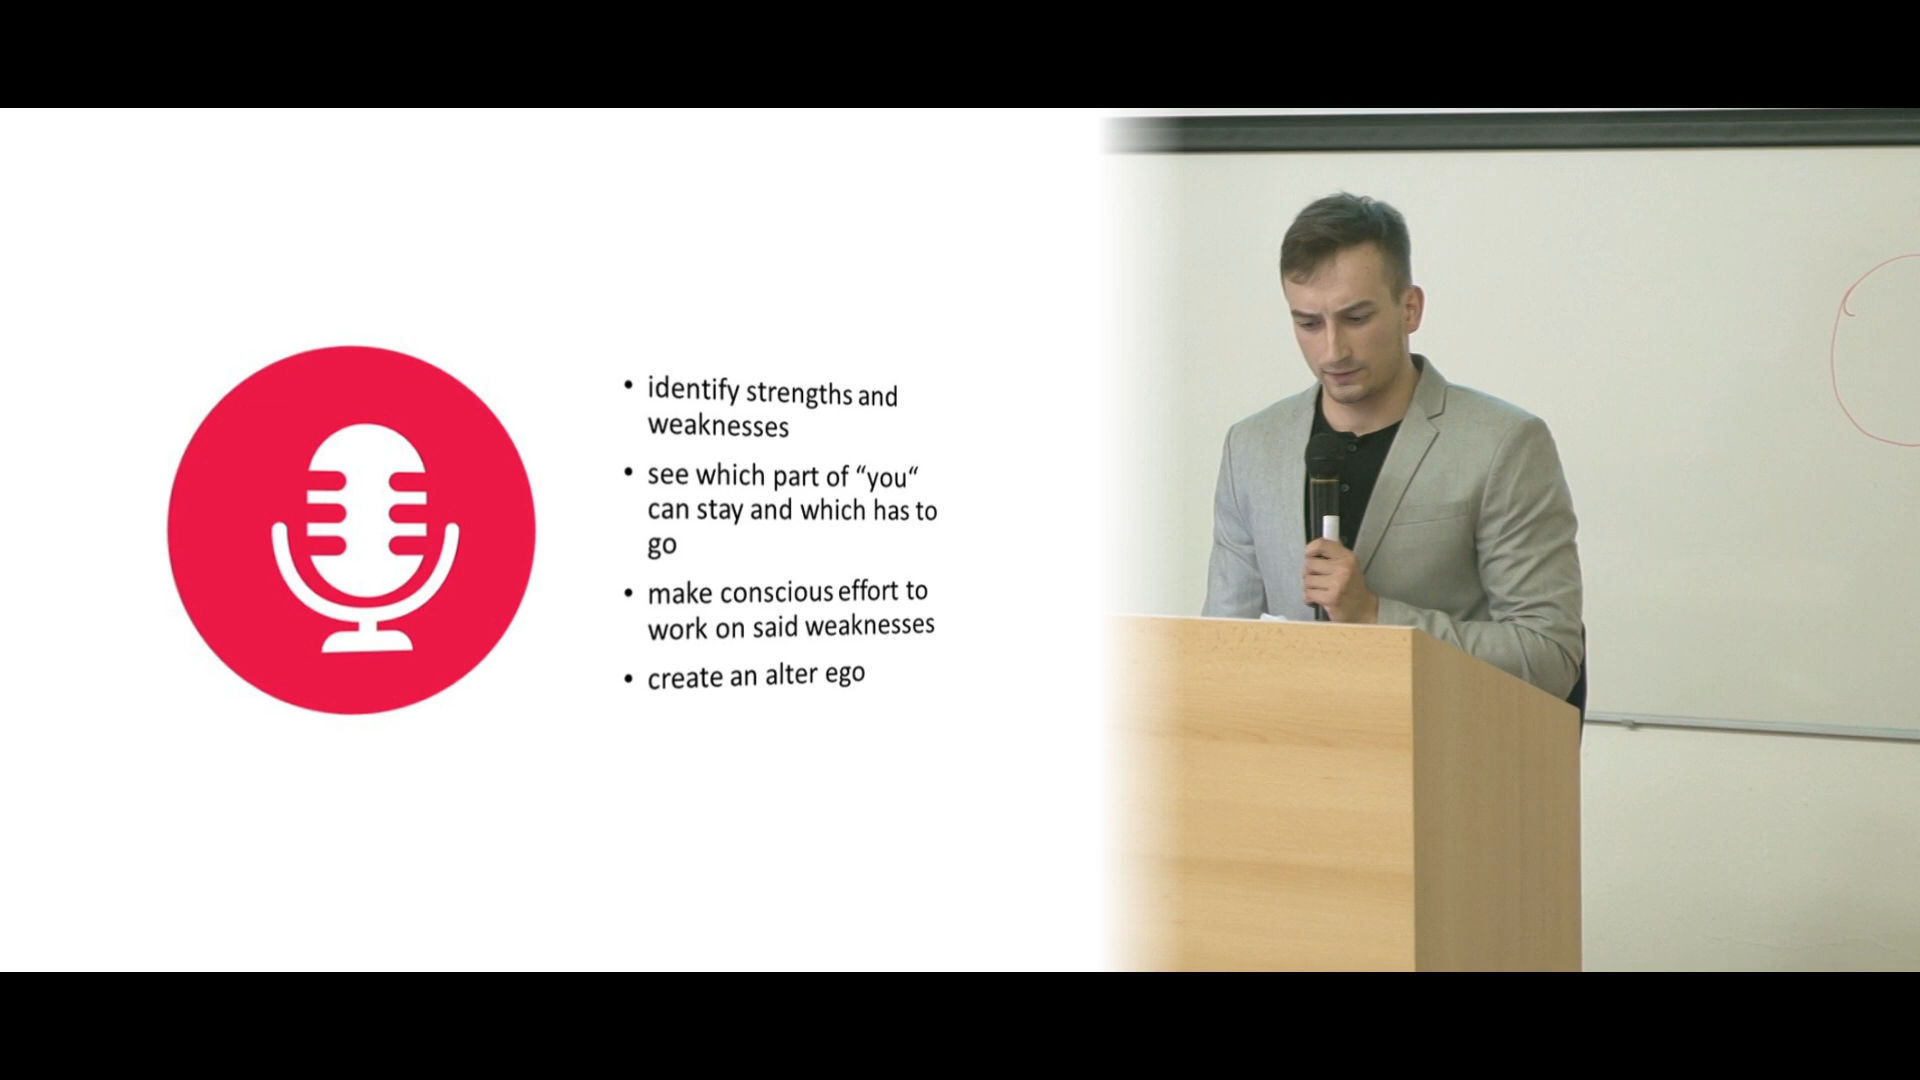 • identify strengths and
weaknesses
• see which part of “you“
can stay and which has to
go
• make conscious effort to
work on said weaknesses
• create an alter ego